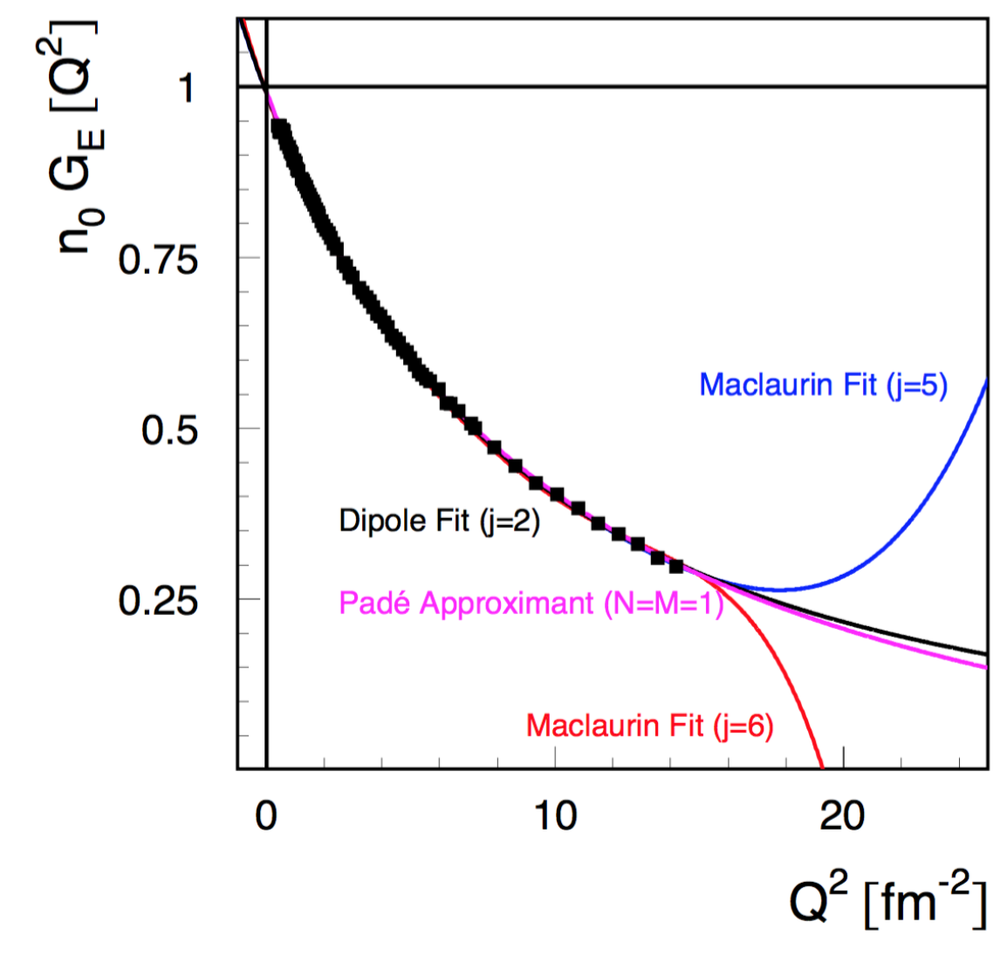 n₀ G_E [Q²]
1
0.75
0.5
0.25
Maclaurin Fit (j=5)
Dipole Fit (j=2)
Padé Approximant (N=M=1)
Maclaurin Fit (j=6)
0 10 20
Q² [fm⁻²]